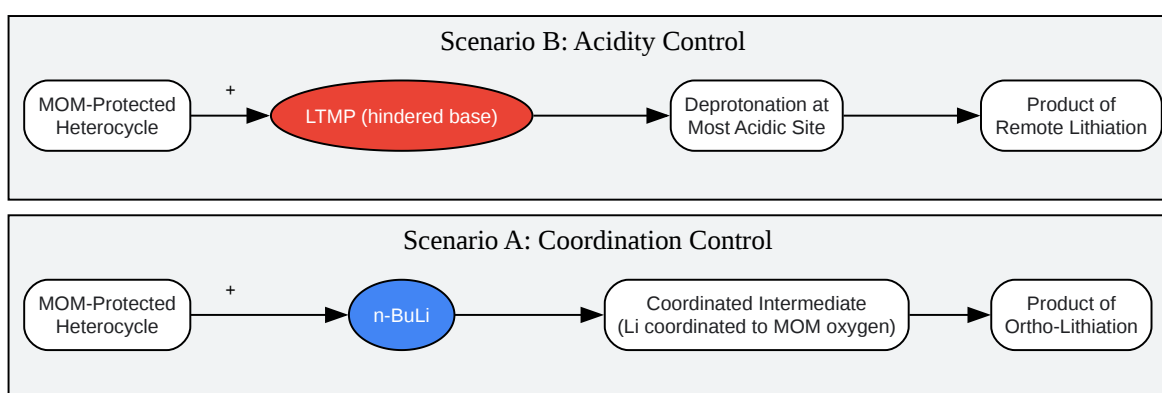 Scenario B: Acidity Control
MOM-Protected
Heterocycle
+
LTMP (hindered base)
Deprotonation at
Most Acidic Site
Product of
Remote Lithiation
Scenario A: Coordination Control
MOM-Protected
Heterocycle
+
n-BuLi
Coordinated Intermediate
(Li coordinated to MOM oxygen)
Product of
Ortho-Lithiation